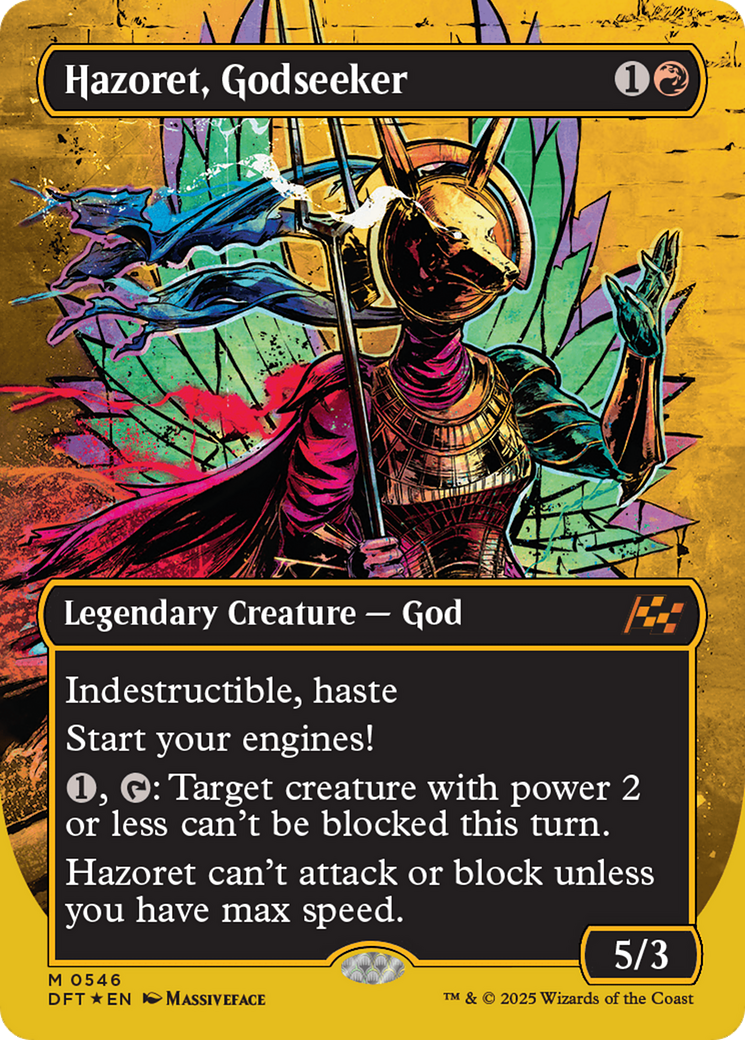 Hazoret, Godseeker 1
Legendary Creature — God
Indestructible, haste
Start your engines!
1, : Target creature with power 2
or less can't be blocked this turn.
Hazoret can't attack or block unless
you have max speed.
5/3
M 0546
DFT ★ EN MASSIVEFACE ™ & © 2025 Wizards of the Coast